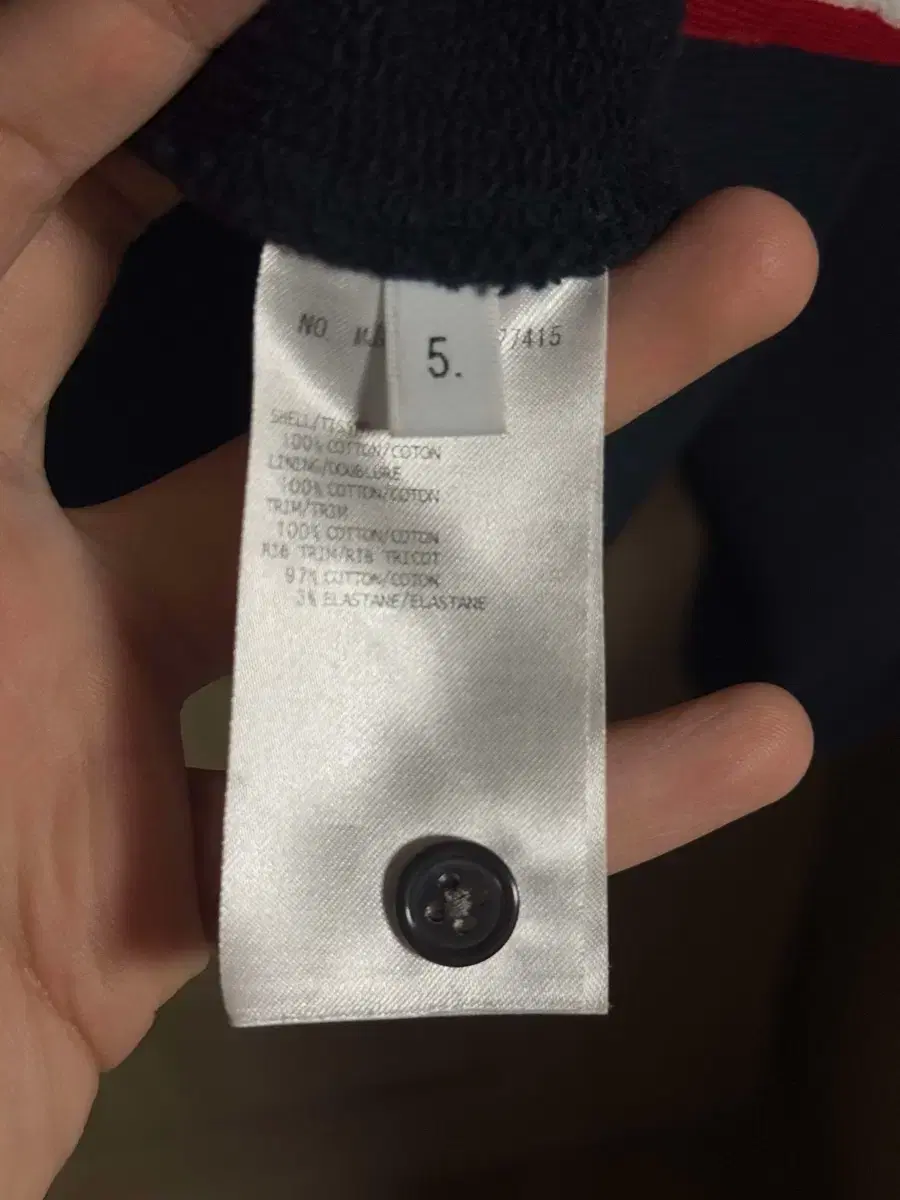 NO. 77415
5.
SHELL/TISSU
100% COTTON/COTON
LINING/DOUBLURE
100% COTTON/COTON
TRIM/TRIM
100% COTTON/COTON
RIB TRIM/RIB TRICOT
97% COTTON/COTON
3% ELASTANE/ELASTANE